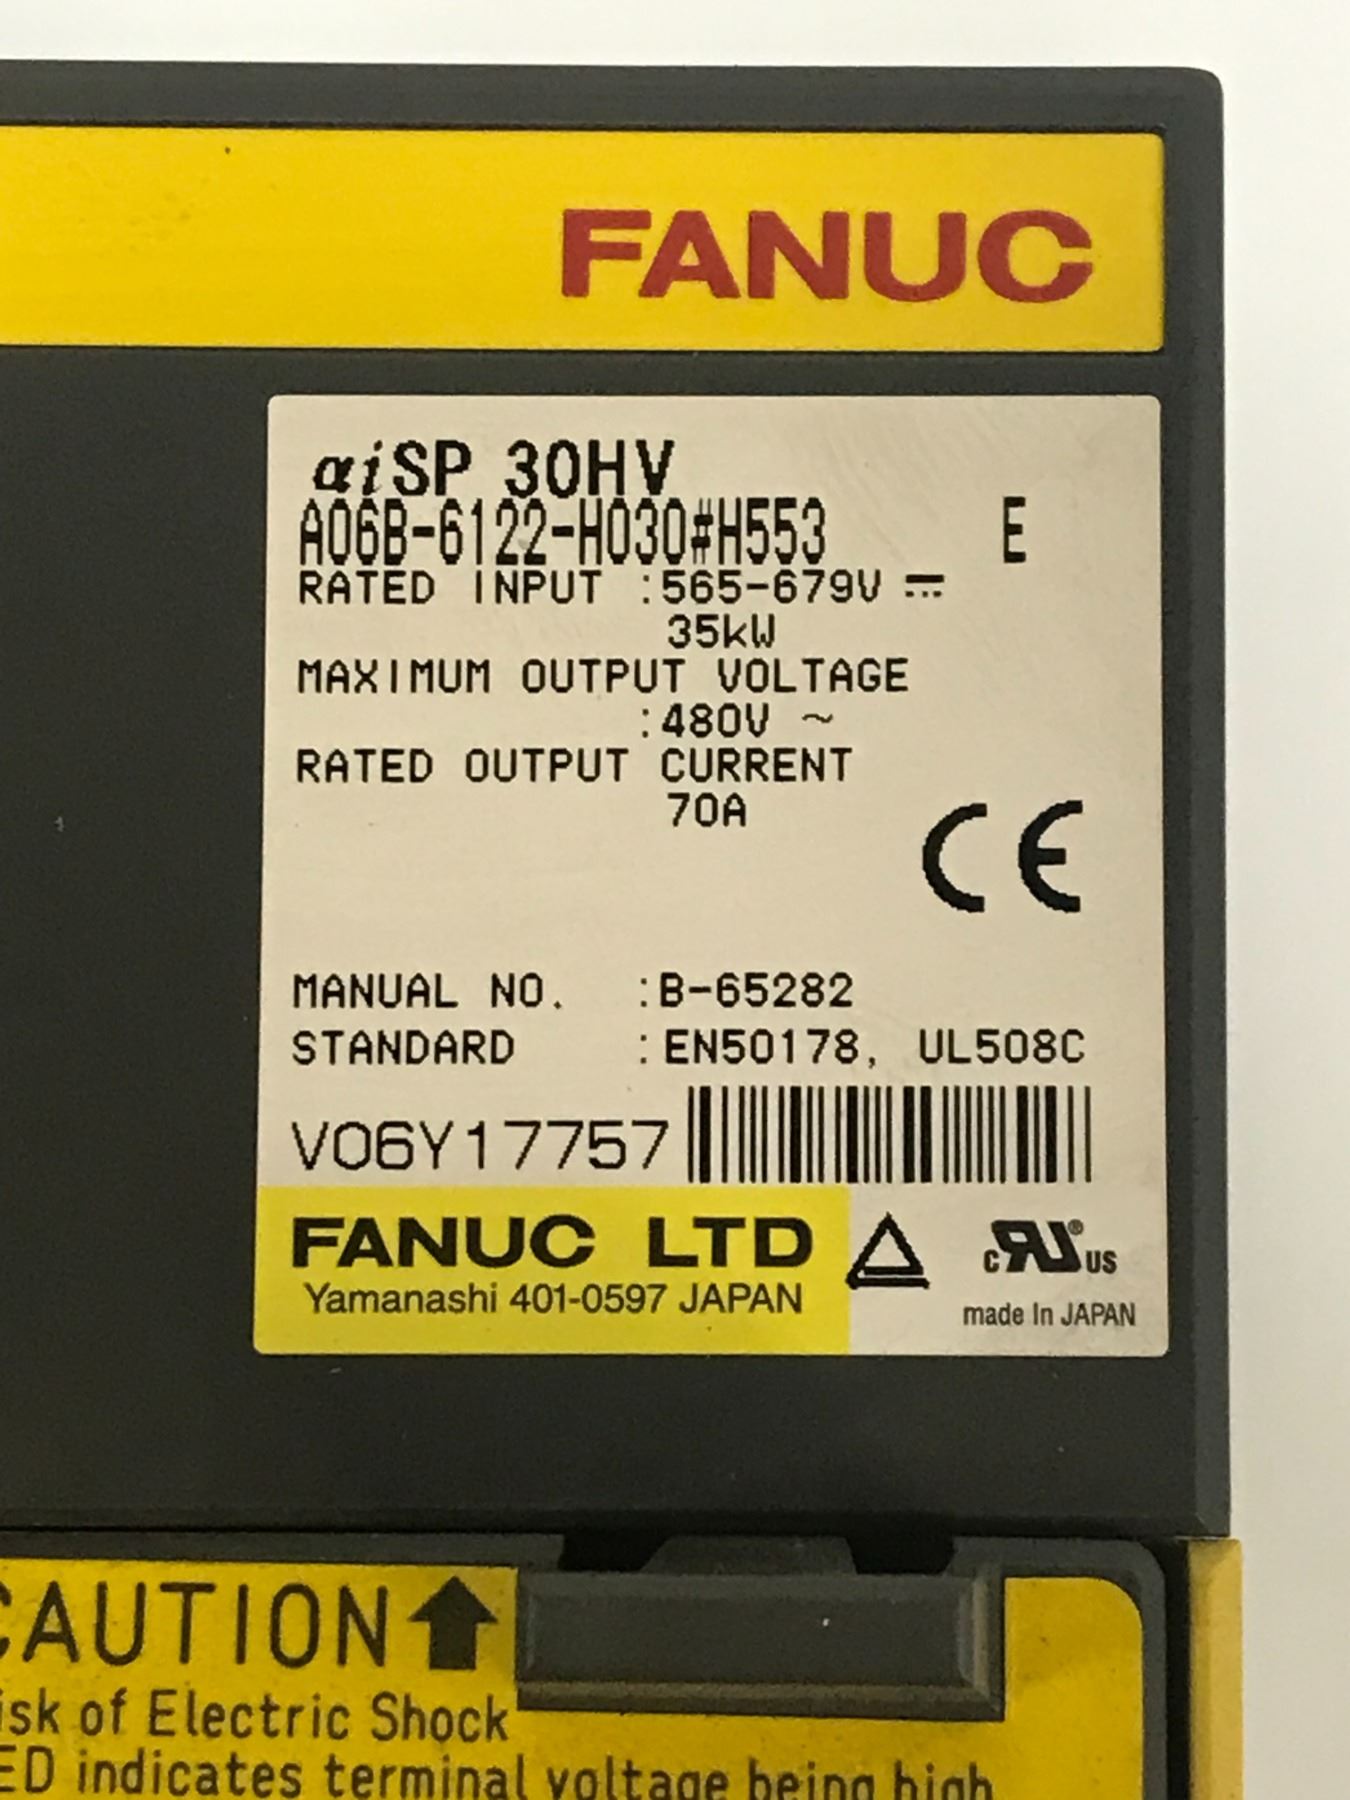 FANUC
αiSP 30HV
A06B-6122-H030#H553 E
RATED INPUT :565-679V ⎓
35kW
MAXIMUM OUTPUT VOLTAGE
:480V ~
RATED OUTPUT CURRENT
70A
CE
MANUAL NO. :B-65282
STANDARD :EN50178, UL508C
V06Y17757
FANUC LTD
Yamanashi 401-0597 JAPAN
c RU ® US
made In JAPAN
CAUTION
isk of Electric Shock
ED indicates terminal voltage being high